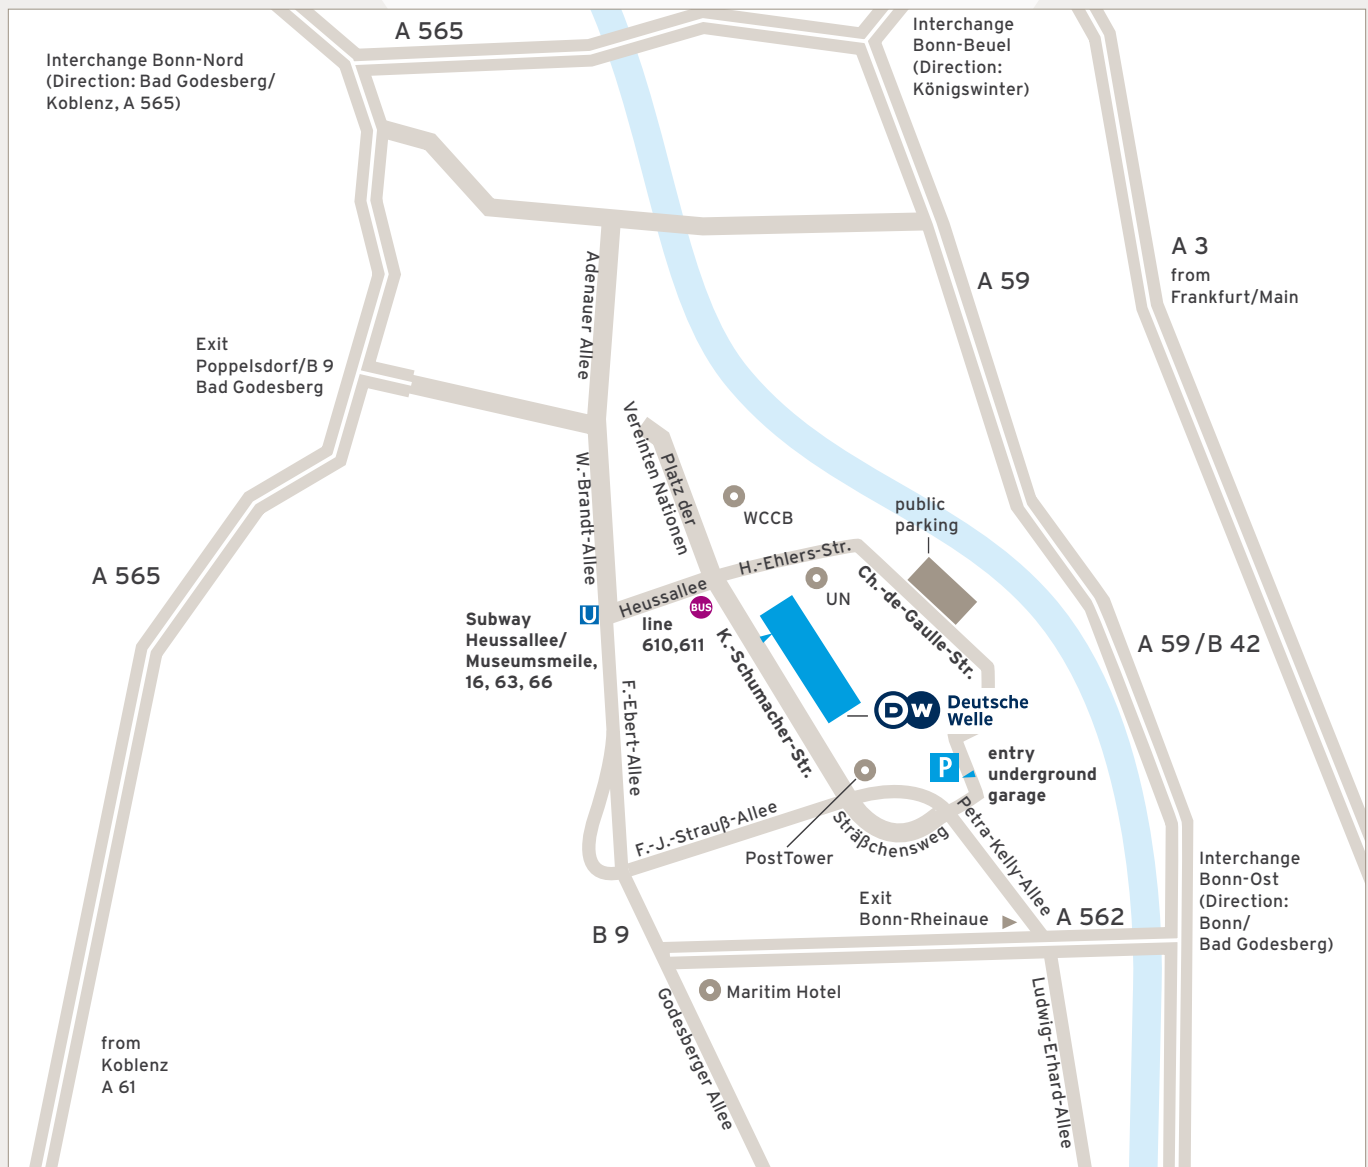 A 565
Interchange Bonn-Nord
(Direction: Bad Godesberg/
Koblenz, A 565)
Interchange
Bonn-Beuel
(Direction:
Königswinter)
A 3
from
Frankfurt/Main
A 59
Adenauer Allee
Exit
Poppelsdorf/B 9
Bad Godesberg
Platz der
Vereinten Nationen
W.-Brandt-Allee
WCCB
public
parking
H.-Ehlers-Str.
UN
Ch.-de-Gaulle-Str.
A 565
Heussallee
U
BUS
line
610,611
Subway
Heussallee/
Museumsmeile,
16, 63, 66
K.-Schumacher-Str.
A 59/B 42
F.-Ebert-Allee
DW
Deutsche
Welle
P
entry
underground
garage
F.-J.-Strauß-Allee
Sträßchensweg
Petra-Kelly-Allee
PostTower
Exit
Bonn-Rheinaue
A 562
Interchange
Bonn-Ost
(Direction:
Bonn/
Bad Godesberg)
B 9
Maritim Hotel
Godesberger Allee
Ludwig-Erhard-Allee
from
Koblenz
A 61